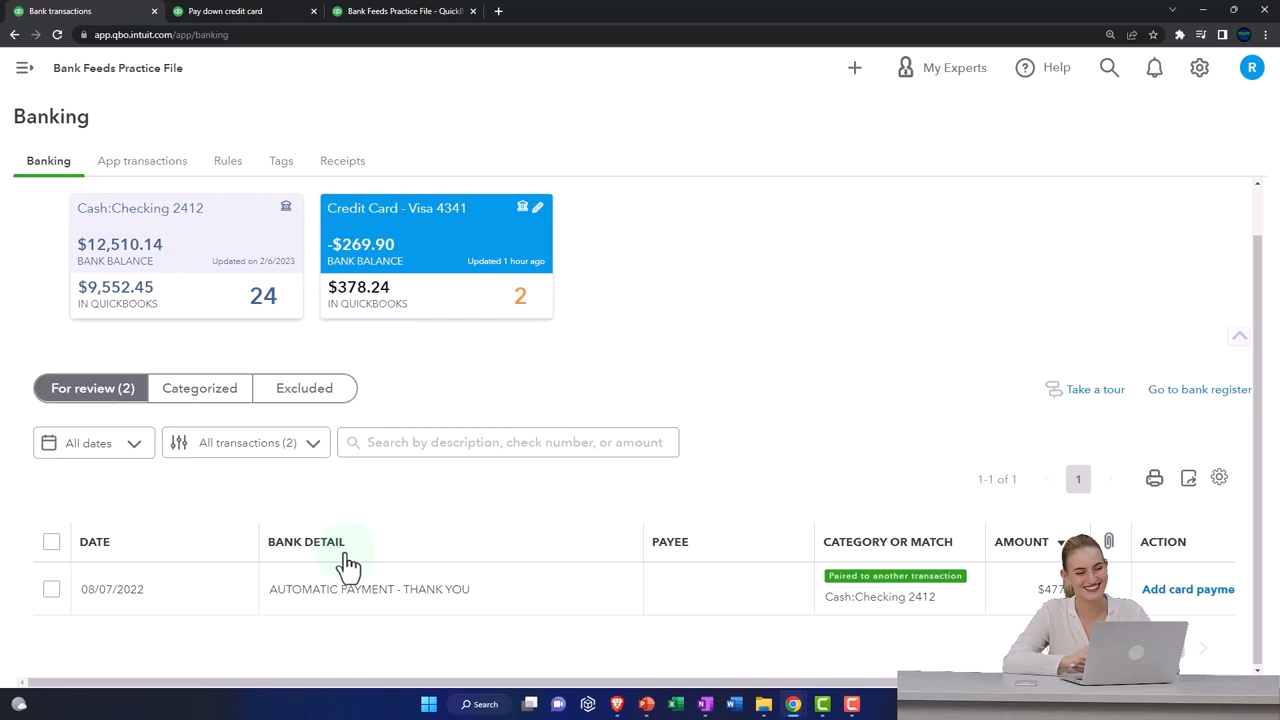 Bank transactions
Pay down credit card
Bank Feeds Practice File - QuickB
app.qbo.intuit.com/app/banking
Bank Feeds Practice File
My Experts
Help
R
Banking
Banking
App transactions
Rules
Tags
Receipts
Cash:Checking 2412
$12,510.14
BANK BALANCE
Updated on 2/6/2023
$9,552.45
IN QUICKBOOKS
24
Credit Card - Visa 4341
-$269.90
BANK BALANCE
Updated 1 hour ago
$378.24
IN QUICKBOOKS
2
For review (2)
Categorized
Excluded
Take a tour
Go to bank register
All dates
All transactions (2)
Search by description, check number, or amount
1-1 of 1
1
DATE
BANK DETAIL
PAYEE
CATEGORY OR MATCH
AMOUNT
ACTION
08/07/2022
AUTOMATIC PAYMENT - THANK YOU
Paired to another transaction
Cash:Checking 2412
$477
Add card payme
Search